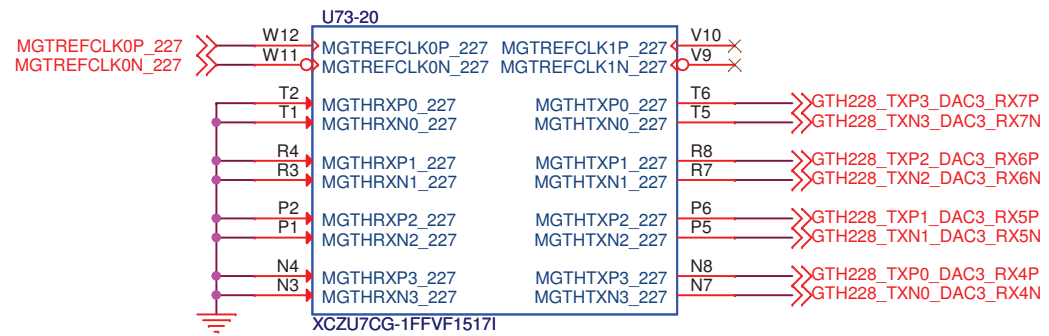 U73-20
MGTREFCLK0P_227 W12 MGTREFCLK0P_227 MGTREFCLK1P_227 V10
MGTREFCLK0N_227 W11 MGTREFCLK0N_227 MGTREFCLK1N_227 V9
T2 MGTHRXP0_227 MGTHTXP0_227 T6 GTH228_TXP3_DAC3_RX7P
T1 MGTHRXN0_227 MGTHTXN0_227 T5 GTH228_TXN3_DAC3_RX7N
R4 MGTHRXP1_227 MGTHTXP1_227 R8 GTH228_TXP2_DAC3_RX6P
R3 MGTHRXN1_227 MGTHTXN1_227 R7 GTH228_TXN2_DAC3_RX6N
P2 MGTHRXP2_227 MGTHTXP2_227 P6 GTH228_TXP1_DAC3_RX5P
P1 MGTHRXN2_227 MGTHTXN2_227 P5 GTH228_TXN1_DAC3_RX5N
N4 MGTHRXP3_227 MGTHTXP3_227 N8 GTH228_TXP0_DAC3_RX4P
N3 MGTHRXN3_227 MGTHTXN3_227 N7 GTH228_TXN0_DAC3_RX4N
XCZU7CG-1FFVF1517I